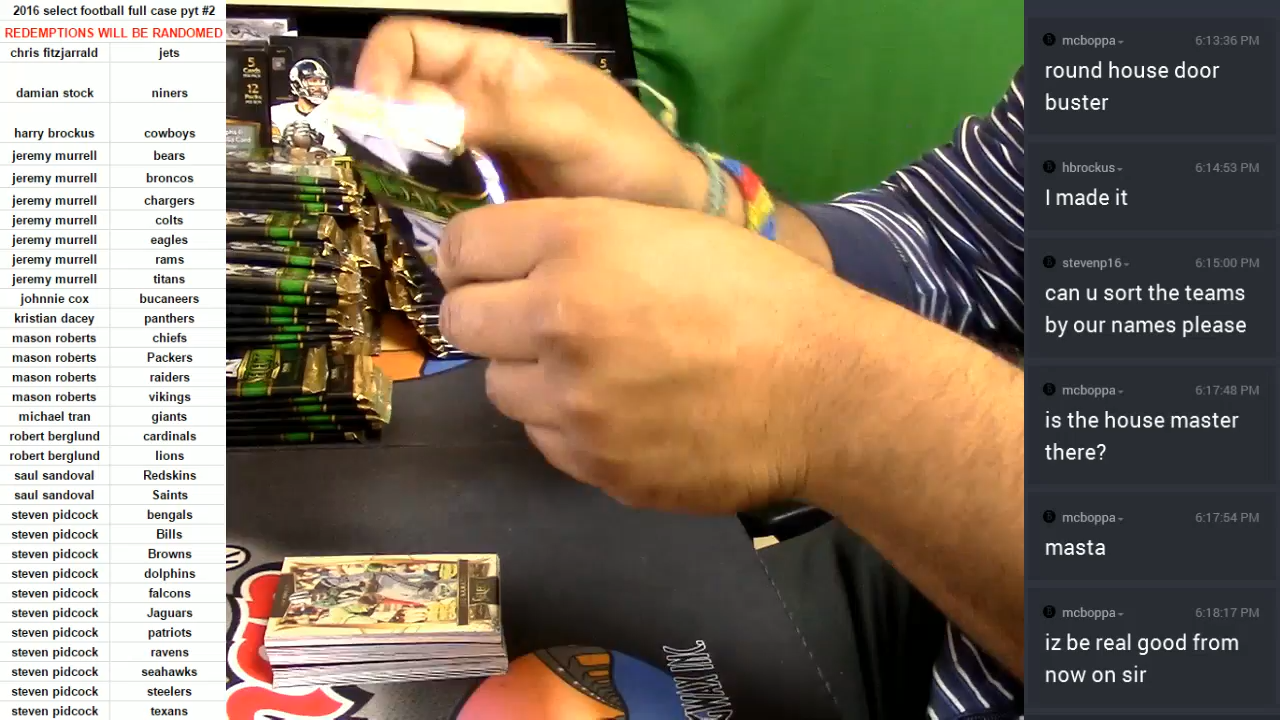 2016 select football full case pyt #2
REDEMPTIONS WILL BE RANDOMED
chris fitzjarrald jets
damian stock niners
harry brockus cowboys
jeremy murrell bears
jeremy murrell broncos
jeremy murrell chargers
jeremy murrell colts
jeremy murrell eagles
jeremy murrell rams
jeremy murrell titans
johnnie cox bucaneers
kristian dacey panthers
mason roberts chiefs
mason roberts Packers
mason roberts raiders
mason roberts vikings
michael tran giants
robert berglund cardinals
robert berglund lions
saul sandoval Redskins
saul sandoval Saints
steven pidcock bengals
steven pidcock Bills
steven pidcock Browns
steven pidcock dolphins
steven pidcock falcons
steven pidcock Jaguars
steven pidcock patriots
steven pidcock ravens
steven pidcock seahawks
steven pidcock steelers
steven pidcock texans
5
Cards
12
Packs
5
mcboppa 6:13:36 PM
round house door
buster
hbrockus 6:14:53 PM
I made it
stevenp16 6:15:00 PM
can u sort the teams
by our names please
mcboppa 6:17:48 PM
is the house master
there?
mcboppa 6:17:54 PM
masta
mcboppa 6:18:17 PM
iz be real good from
now on sir